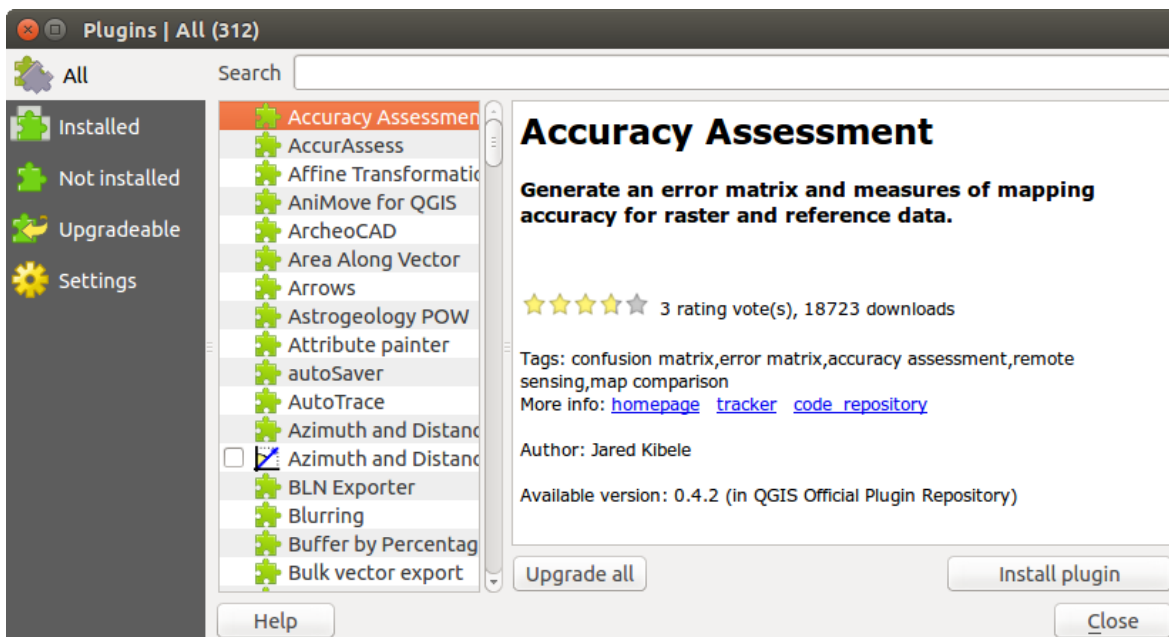 Plugins | All (312)
All
Installed
Not installed
Upgradeable
Settings
Search
Accuracy Assessmen
AccurAssess
Affine Transformatic
AniMove for QGIS
ArcheoCAD
Area Along Vector
Arrows
Astrogeology POW
Attribute painter
autoSaver
AutoTrace
Azimuth and Distanc
Azimuth and Distanc
BLN Exporter
Blurring
Buffer by Percentag
Bulk vector export
Accuracy Assessment
Generate an error matrix and measures of mapping
accuracy for raster and reference data.
3 rating vote(s), 18723 downloads
Tags: confusion matrix,error matrix,accuracy assessment,remote
sensing,map comparison
More info: homepage tracker code_repository
Author: Jared Kibele
Available version: 0.4.2 (in QGIS Official Plugin Repository)
Upgrade all
Install plugin
Help
Close